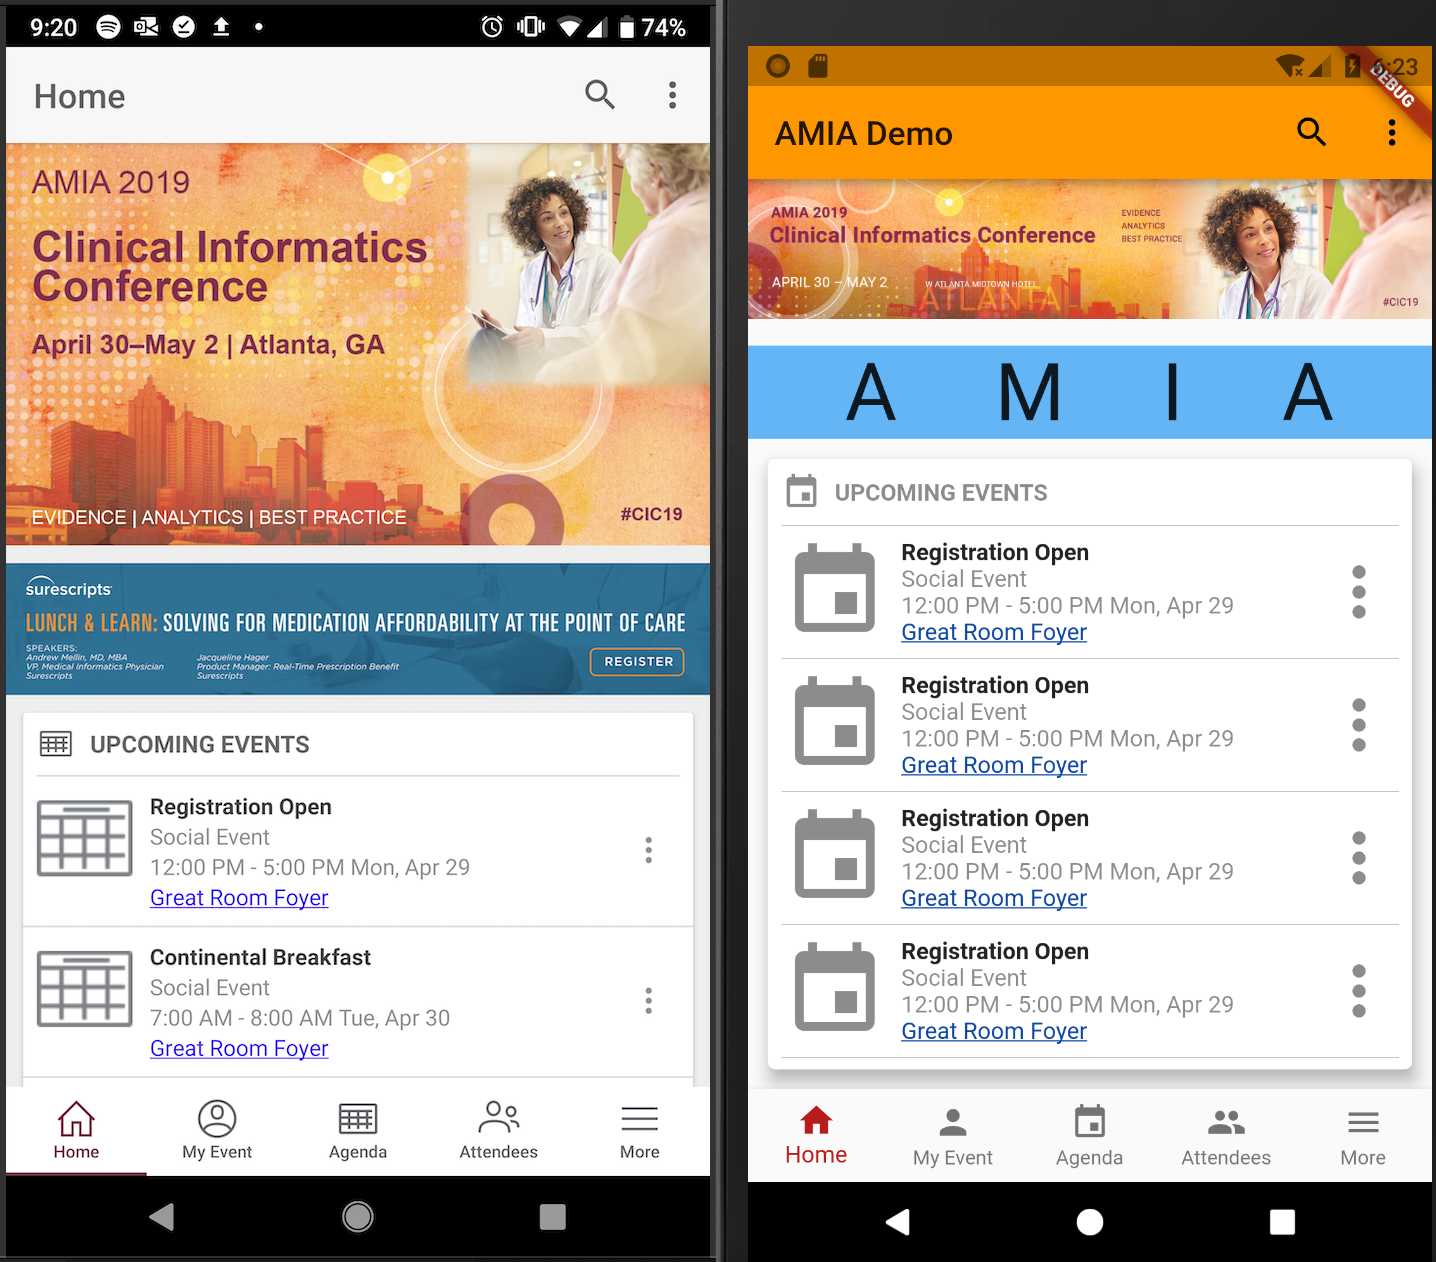 9:20
74%
Home
AMIA 2019
Clinical Informatics
Conference
April 30–May 2 | Atlanta, GA
EVIDENCE | ANALYTICS | BEST PRACTICE
#CIC19
surescripts
LUNCH & LEARN: SOLVING FOR MEDICATION AFFORDABILITY AT THE POINT OF CARE
SPEAKERS:
Andrew Mellin, MD, MBA
VP, Medical Informatics Physician
Surescripts
Jacqueline Hager
Product Manager: Real-Time Prescription Benefit
Surescripts
REGISTER
UPCOMING EVENTS
Registration Open
Social Event
12:00 PM - 5:00 PM Mon, Apr 29
Great Room Foyer
Continental Breakfast
Social Event
7:00 AM - 8:00 AM Tue, Apr 30
Great Room Foyer
Home
My Event
Agenda
Attendees
More
6:23
DEBUG
AMIA Demo
AMIA 2019
Clinical Informatics Conference
EVIDENCE
ANALYTICS
BEST PRACTICE
APRIL 30 – MAY 2
W ATLANTA MIDTOWN HOTEL
ATLANTA
#CIC19
A M I A
UPCOMING EVENTS
Registration Open
Social Event
12:00 PM - 5:00 PM Mon, Apr 29
Great Room Foyer
Registration Open
Social Event
12:00 PM - 5:00 PM Mon, Apr 29
Great Room Foyer
Registration Open
Social Event
12:00 PM - 5:00 PM Mon, Apr 29
Great Room Foyer
Registration Open
Social Event
12:00 PM - 5:00 PM Mon, Apr 29
Great Room Foyer
Home
My Event
Agenda
Attendees
More